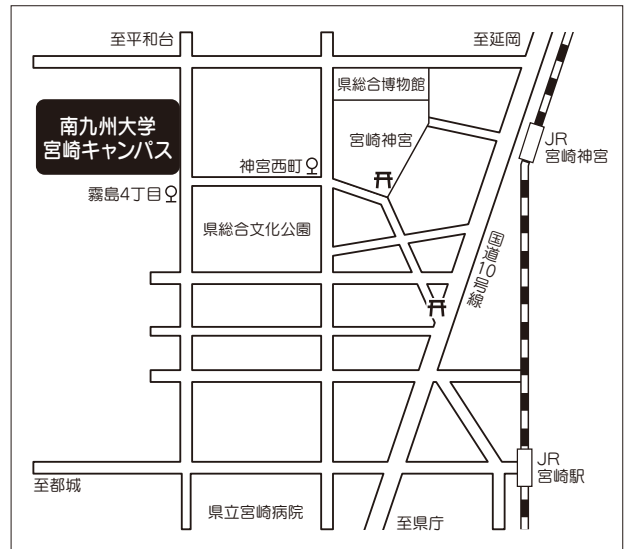 至平和台
至延岡
県総合博物館
南九州大学
宮崎キャンパス
宮崎神宮
JR
宮崎神宮
神宮西町
霧島4丁目
県総合文化公園
国道10号線
至都城
JR
宮崎駅
県立宮崎病院
至県庁